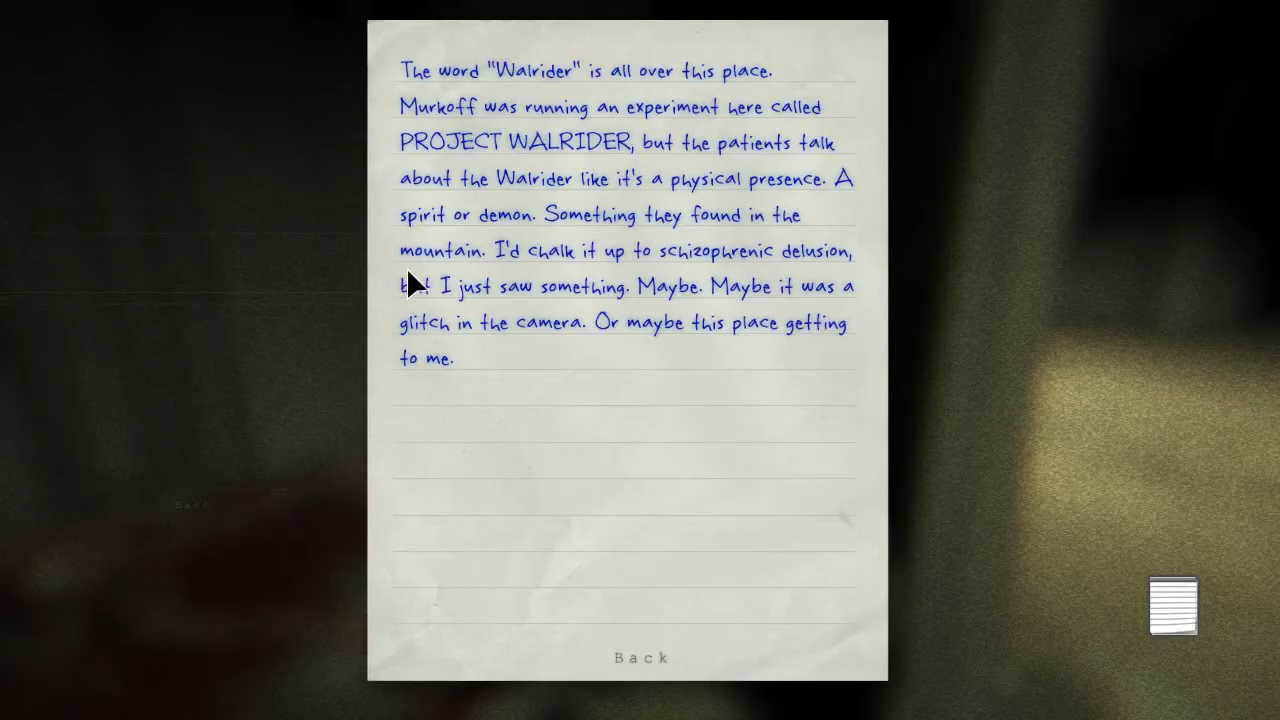 The word "Walrider" is all over this place.
Murkoff was running an experiment here called
PROJECT WALRIDER, but the patients talk
about the Walrider like it's a physical presence. A
spirit or demon. Something they found in the
mountain. I'd chalk it up to schizophrenic delusion,
but I just saw something. Maybe. Maybe it was a
glitch in the camera. Or maybe this place getting
to me.
Back
Back